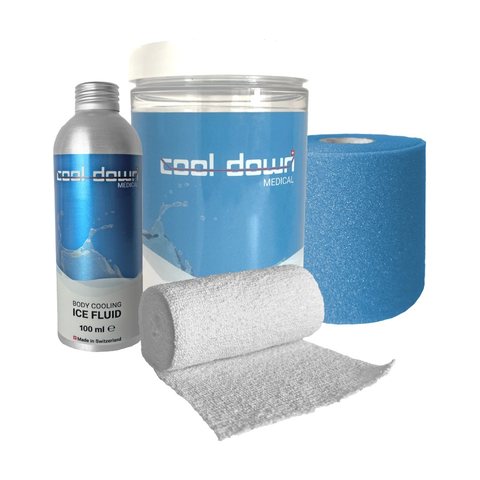 cool down
MEDICAL
BODY COOLING
ICE FLUID
100 ml ℮
Made in Switzerland
cool down
MEDICAL